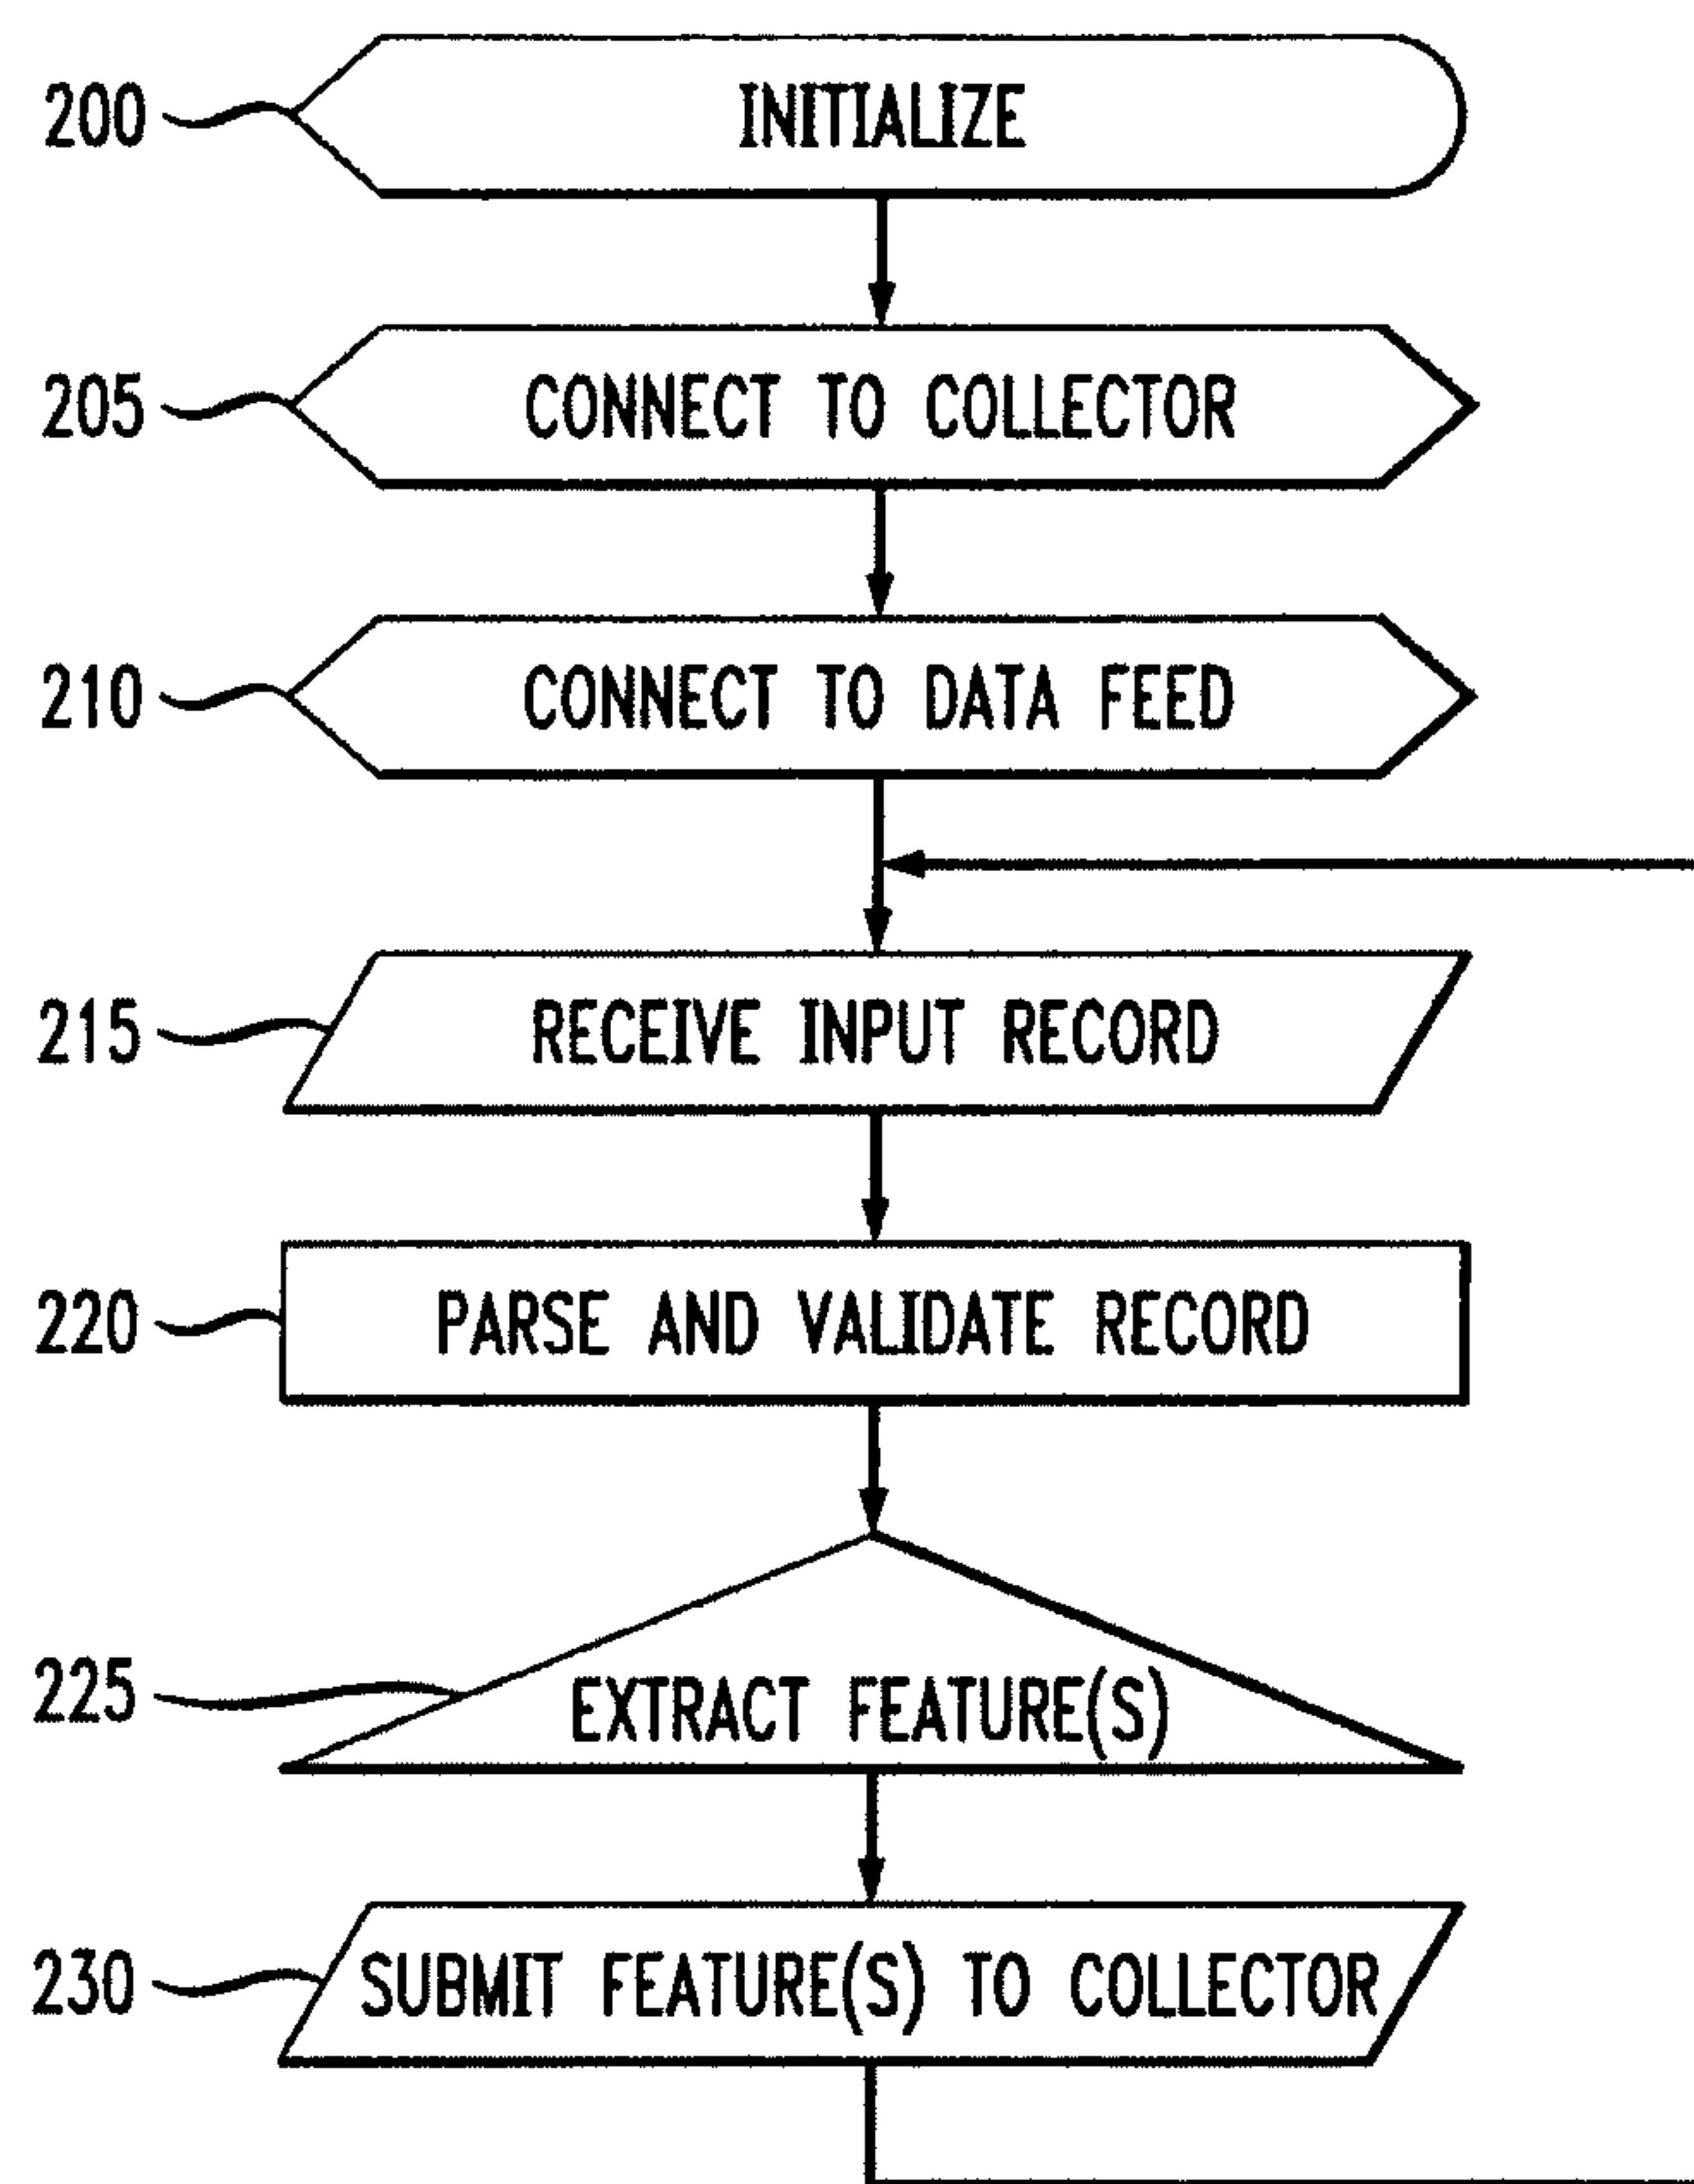 200 INITIALIZE
205 CONNECT TO COLLECTOR
210 CONNECT TO DATA FEED
215 RECEIVE INPUT RECORD
220 PARSE AND VALIDATE RECORD
225 EXTRACT FEATURE(S)
230 SUBMIT FEATURE(S) TO COLLECTOR